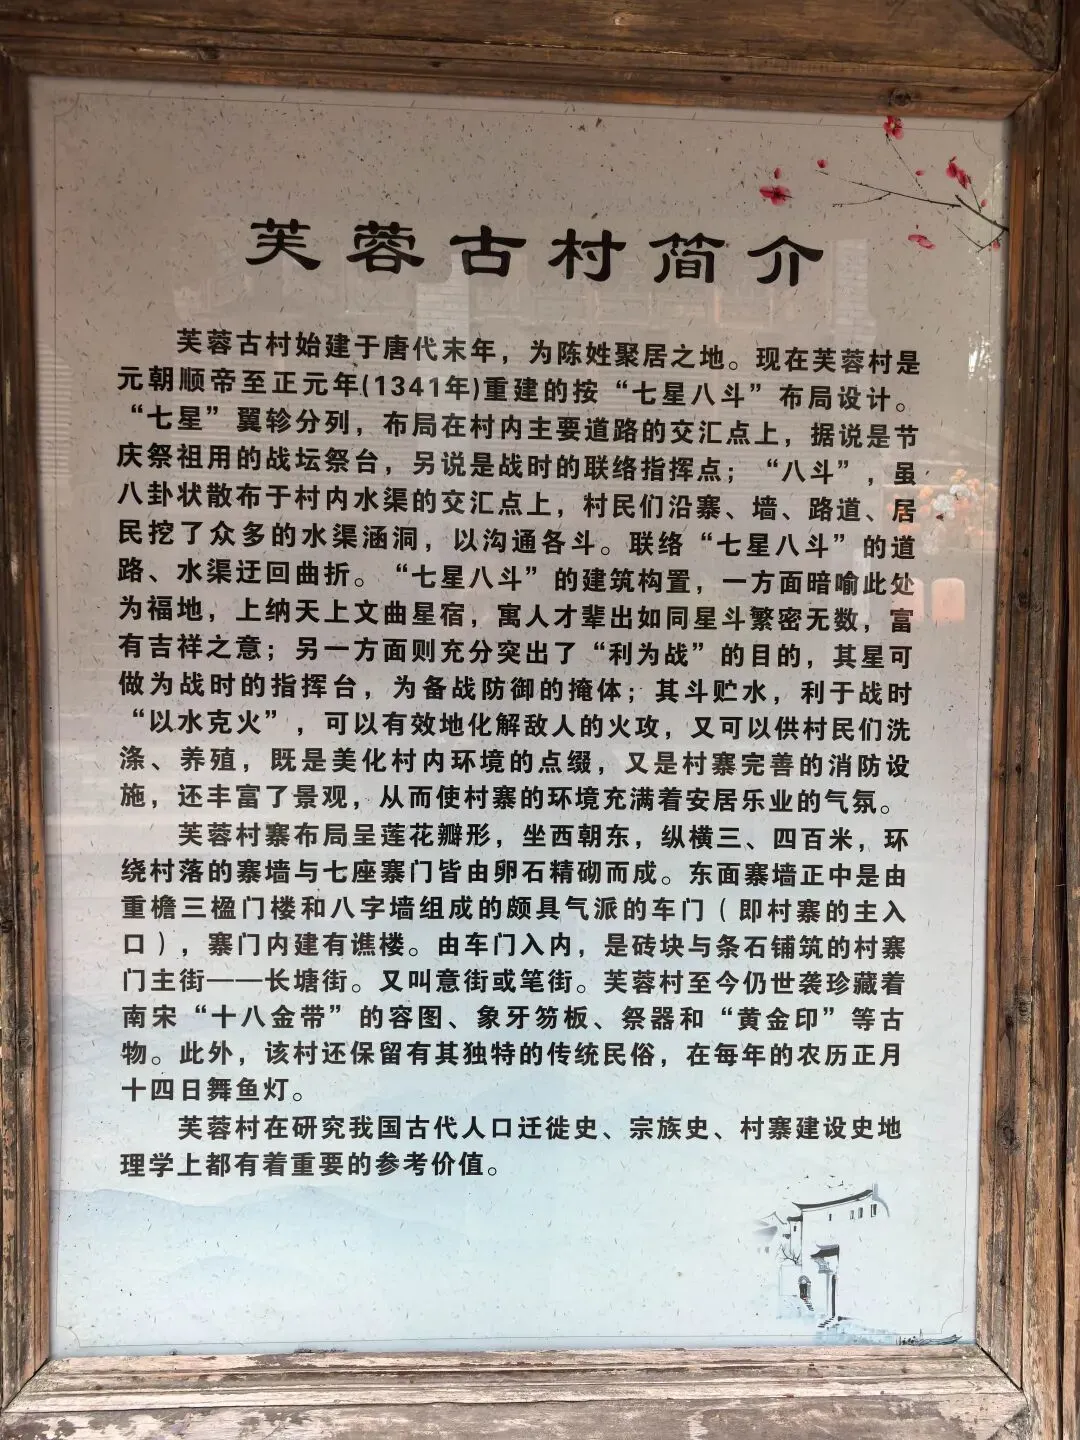 芙蓉古村简介
芙蓉古村始建于唐代末年，为陈姓聚居之地。现在芙蓉村是
元朝顺帝至正元年(1341年)重建的按“七星八斗”布局设计。
“七星”翼轸分列，布局在村内主要道路的交汇点上，据说是节
庆祭祖用的战坛祭台，另说是战时的联络指挥点；“八斗”，虽
八卦状散布于村内水渠的交汇点上，村民们沿寨、墙、路道、居
民挖了众多的水渠涵洞，以沟通各斗。联络“七星八斗”的道
路、水渠迂回曲折。“七星八斗”的建筑构置，一方面暗喻此处
为福地，上纳天上文曲星宿，寓人才辈出如同星斗繁密无数，富
有吉祥之意；另一方面则充分突出了“利为战”的目的，其星可
做为战时的指挥台，为备战防御的掩体；其斗贮水，利于战时
“以水克火”，可以有效地化解敌人的火攻，又可以供村民们洗
涤、养殖，既是美化村内环境的点缀，又是村寨完善的消防设
施，还丰富了景观，从而使村寨的环境充满着安居乐业的气氛。
芙蓉村寨布局呈莲花瓣形，坐西朝东，纵横三、四百米，环
绕村落的寨墙与七座寨门皆由卵石精砌而成。东面寨墙正中是由
重檐三楹门楼和八字墙组成的颇具气派的车门（即村寨的主入
口），寨门内建有谯楼。由车门入内，是砖块与条石铺筑的村寨
门主街——长塘街。又叫意街或笔街。芙蓉村至今仍世袭珍藏着
南宋“十八金带”的容图、象牙笏板、祭器和“黄金印”等古
物。此外，该村还保留有其独特的传统民俗，在每年的农历正月
十四日舞鱼灯。
芙蓉村在研究我国古代人口迁徙史、宗族史、村寨建设史地
理学上都有着重要的参考价值。